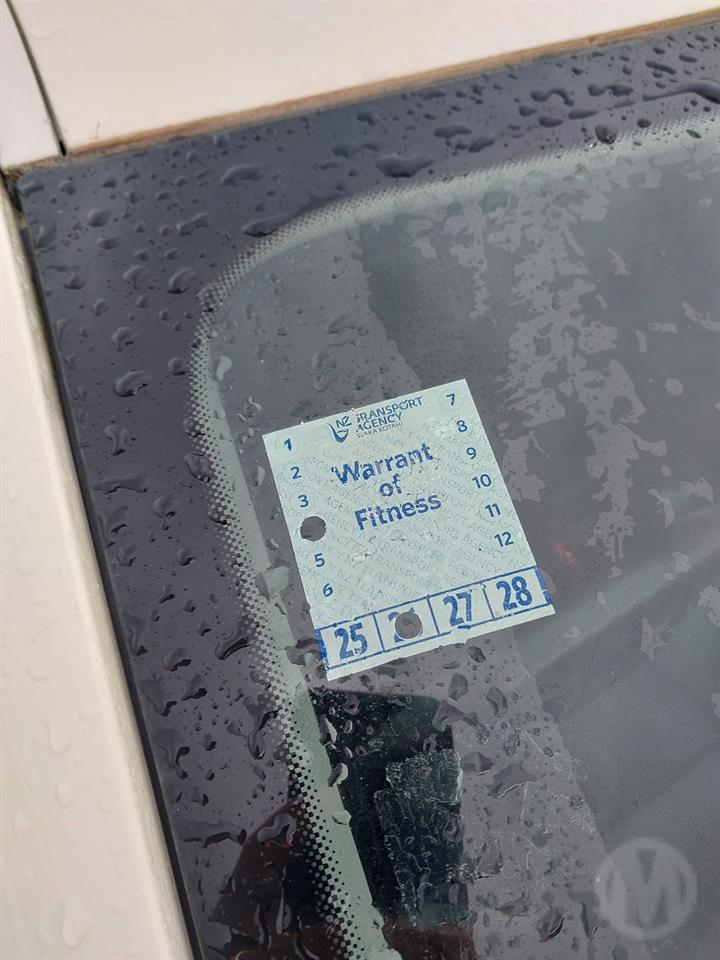 NZ TRANSPORT
AGENCY
WAKA KOTAHI
Warrant
of
Fitness
1
2
3
5
6
7
8
9
10
11
12
25 27 28
M